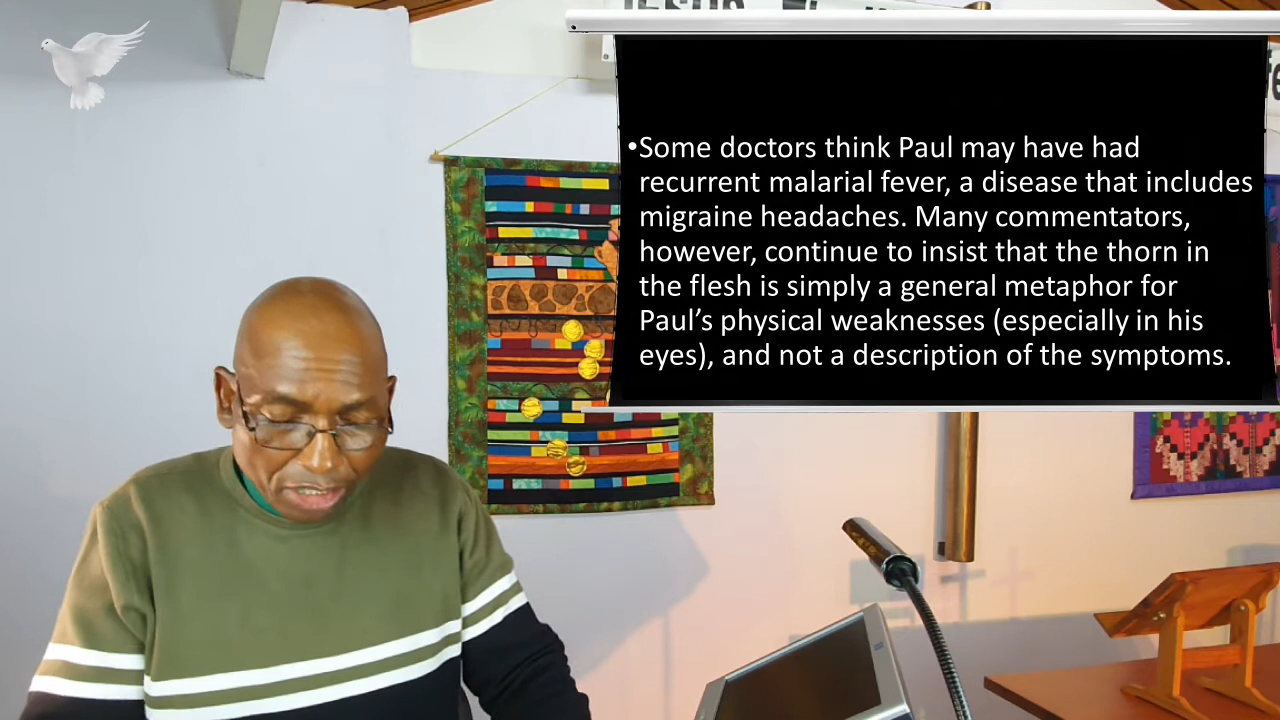 JESUS
•Some doctors think Paul may have had
recurrent malarial fever, a disease that includes
migraine headaches. Many commentators,
however, continue to insist that the thorn in
the flesh is simply a general metaphor for
Paul’s physical weaknesses (especially in his
eyes), and not a description of the symptoms.